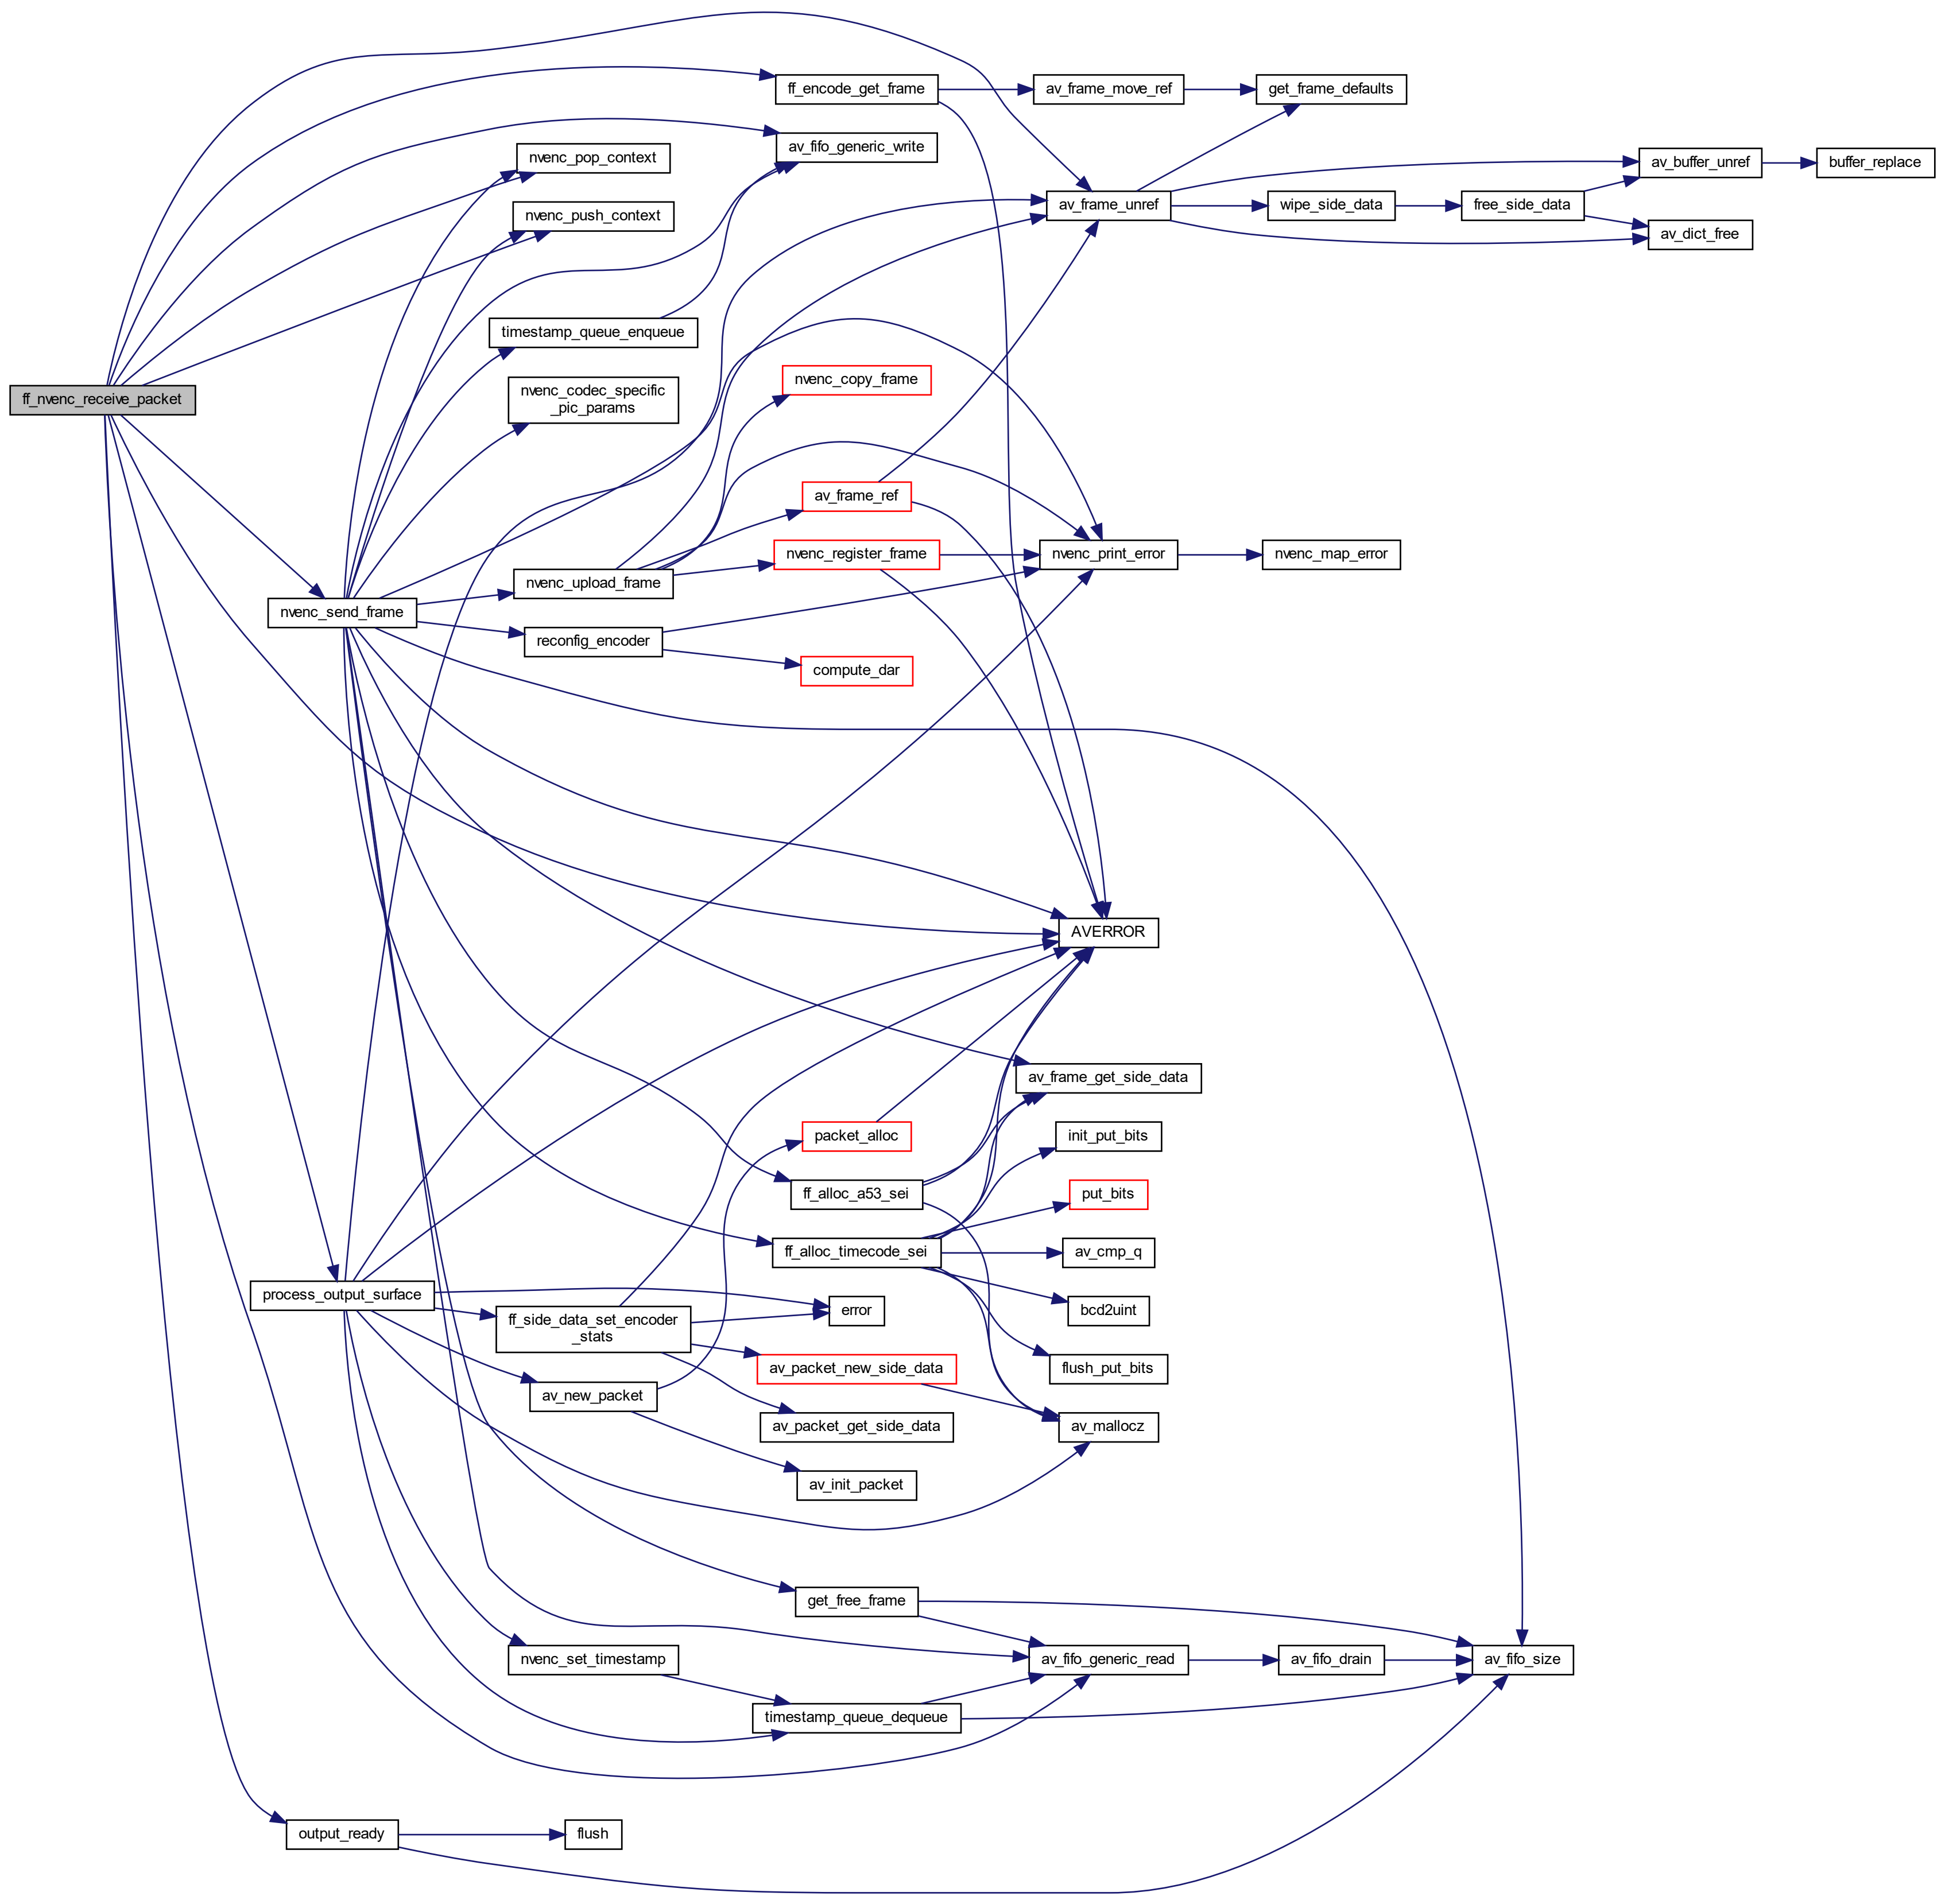 ff_encode_get_frame
av_frame_move_ref
get_frame_defaults
av_fifo_generic_write
nvenc_pop_context
av_buffer_unref
buffer_replace
nvenc_push_context
av_frame_unref
wipe_side_data
free_side_data
av_dict_free
timestamp_queue_enqueue
ff_nvenc_receive_packet
nvenc_codec_specific
_pic_params
nvenc_copy_frame
av_frame_ref
nvenc_register_frame
nvenc_print_error
nvenc_map_error
nvenc_upload_frame
nvenc_send_frame
reconfig_encoder
compute_dar
AVERROR
av_frame_get_side_data
packet_alloc
init_put_bits
ff_alloc_a53_sei
put_bits
ff_alloc_timecode_sei
av_cmp_q
process_output_surface
error
bcd2uint
ff_side_data_set_encoder
_stats
av_packet_new_side_data
flush_put_bits
av_new_packet
av_packet_get_side_data
av_mallocz
av_init_packet
get_free_frame
nvenc_set_timestamp
av_fifo_generic_read
av_fifo_drain
av_fifo_size
timestamp_queue_dequeue
output_ready
flush